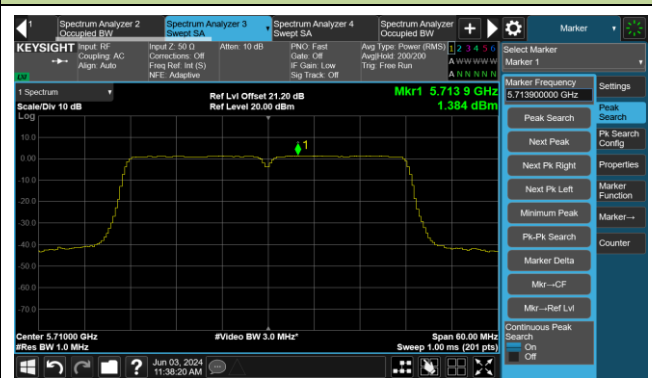 1
Spectrum Analyzer 2
Occupied BW
Spectrum Analyzer 3
Swept SA
Spectrum Analyzer 4
Swept SA
Spectrum Analyzer
Occupied BW
Marker
KEYSIGHT
Input: RF
Coupling: AC
Align: Auto
Input Z: 50 Ω
Corrections: Off
Freq Ref: Int (S)
NFE: Adaptive
Atten: 10 dB
PNO: Fast
Gate: Off
IF Gain: Low
Sig Track: Off
Avg Type: Power (RMS)
Avg|Hold: 200/200
Trig: Free Run
1 2 3 4 5 6
A W W W W W
A N N N N N
LXI
1 Spectrum
Scale/Div 10 dB
Log
Ref Lvl Offset 21.20 dB
Ref Level 20.00 dBm
Mkr1 5.713 9 GHz
1.384 dBm
10.0
0.00
-10.0
-20.0
-30.0
-40.0
-50.0
-60.0
-70.0
1
Center 5.71000 GHz
#Res BW 1.0 MHz
#Video BW 3.0 MHz*
Span 60.00 MHz
Sweep 1.00 ms (201 pts)
Jun 03, 2024
11:38:20 AM
Select Marker
Marker 1
Marker Frequency
5.713900000 GHz
Peak Search
Next Peak
Next Pk Right
Next Pk Left
Minimum Peak
Pk-Pk Search
Marker Delta
Mkr→CF
Mkr→Ref Lvl
Continuous Peak
Search
On
Off
Settings
Peak
Search
Pk Search
Config
Properties
Marker
Function
Marker→
Counter